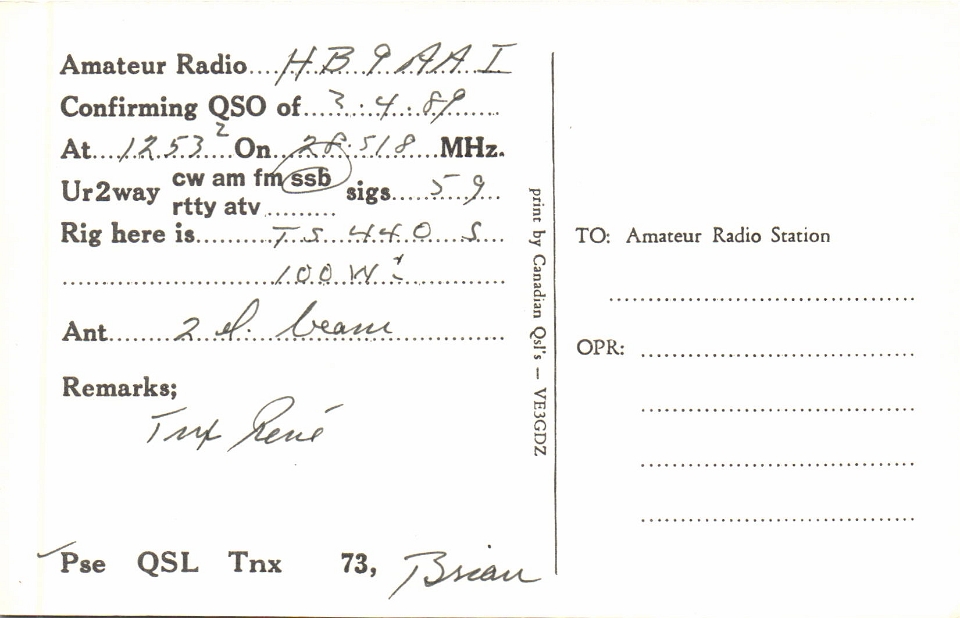 Amateur Radio....HB9AAI
Confirming QSO of...3.4.89
At...1253z...On...28.518...MHz.
Ur2way cw am fm ssb sigs.....59...
rtty atv..........
Rig here is.........TS 440 S...
100W
Ant.......2 el. beam
Remarks;
Tnx René
Pse QSL Tnx 73, Brian
print by Canadian Qsl's — VE3GDZ
TO: Amateur Radio Station
OPR: